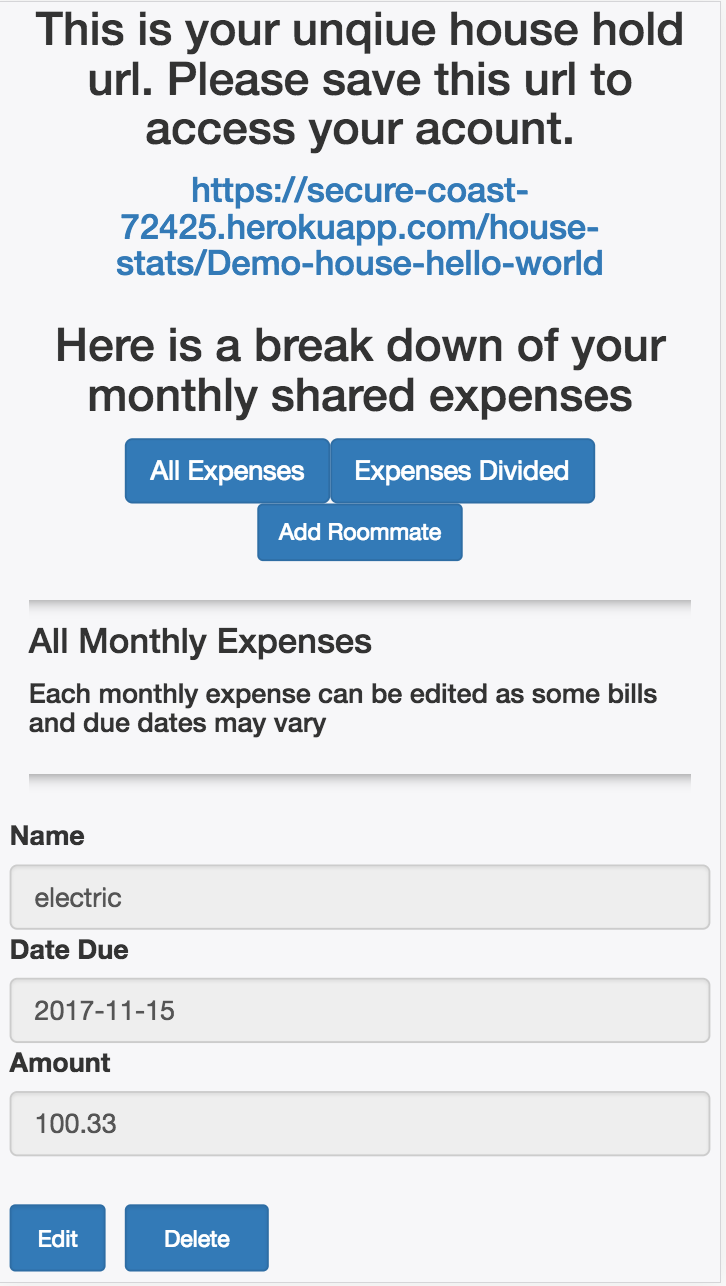 This is your unqiue house hold
url. Please save this url to
access your acount.
https://secure-coast-
72425.herokuapp.com/house-
stats/Demo-house-hello-world
Here is a break down of your
monthly shared expenses
All Expenses Expenses Divided
Add Roommate
All Monthly Expenses
Each monthly expense can be edited as some bills
and due dates may vary
Name
electric
Date Due
2017-11-15
Amount
100.33
Edit Delete